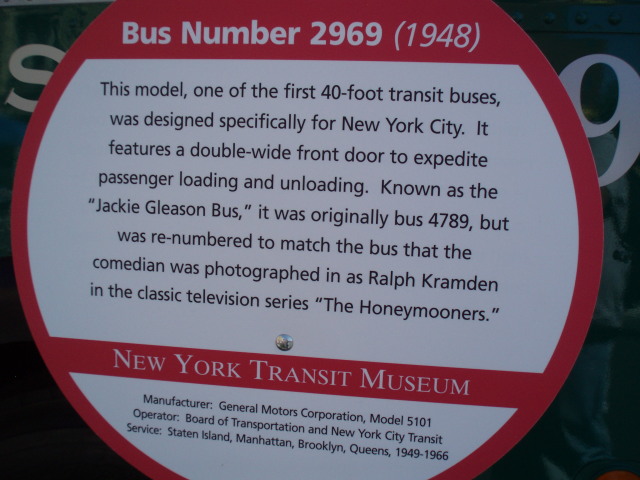 Bus Number 2969 (1948)
This model, one of the first 40-foot transit buses,
was designed specifically for New York City. It
features a double-wide front door to expedite
passenger loading and unloading. Known as the
"Jackie Gleason Bus," it was originally bus 4789, but
was re-numbered to match the bus that the
comedian was photographed in as Ralph Kramden
in the classic television series "The Honeymooners."
NEW YORK TRANSIT MUSEUM
Manufacturer: General Motors Corporation, Model 5101
Operator: Board of Transportation and New York City Transit
Service: Staten Island, Manhattan, Brooklyn, Queens, 1949-1966
S
9